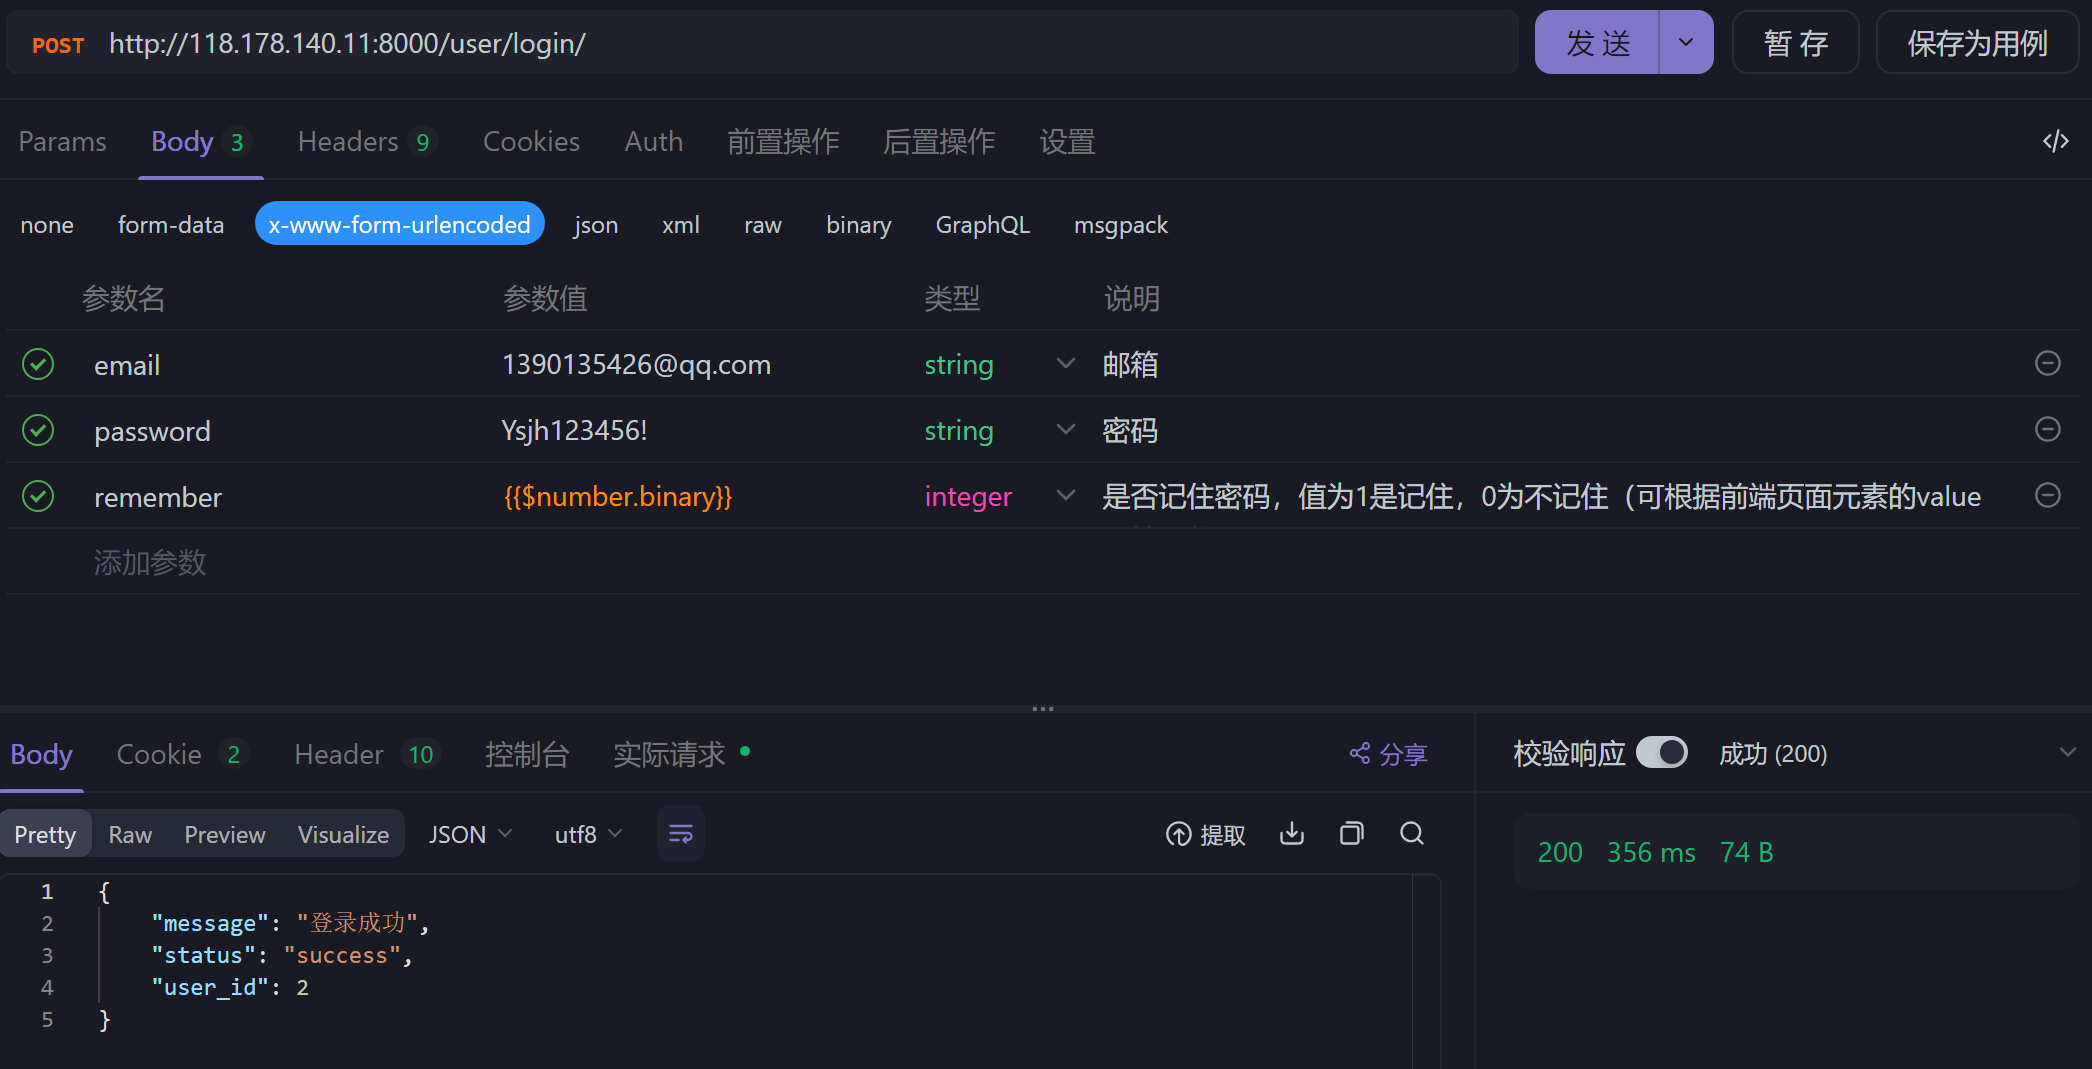 POST http://118.178.140.11:8000/user/login/ 发 送 暂 存 保存为用例
Params Body 3 Headers 9 Cookies Auth 前置操作 后置操作 设置 </>
none form-data x-www-form-urlencoded json xml raw binary GraphQL msgpack
参数名 参数值 类型 说明
email 1390135426@qq.com string 邮箱
password Ysjh123456! string 密码
remember {{$number.binary}} integer 是否记住密码，值为1是记住，0为不记住（可根据前端页面元素的value
添加参数
Body Cookie 2 Header 10 控制台 实际请求 分享 校验响应 成功 (200)
Pretty Raw Preview Visualize JSON utf8 提取
200 356 ms 74 B
1 {
2 "message": "登录成功",
3 "status": "success",
4 "user_id": 2
5 }